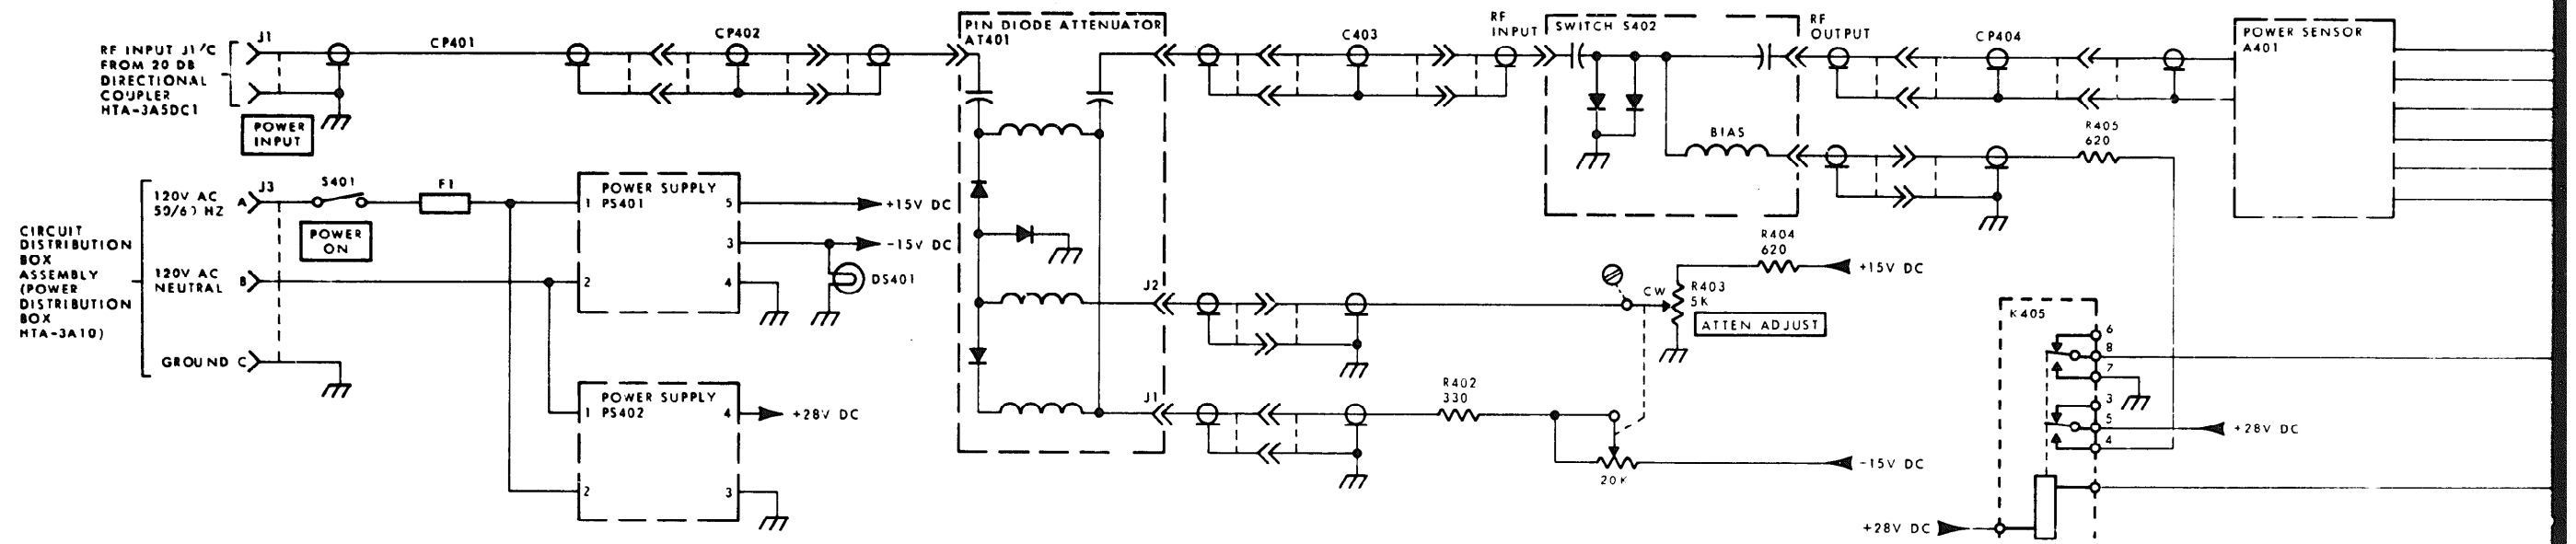 RF INPUT J1/C
FROM 20 DB
DIRECTIONAL
COUPLER
HTA-3A5DC1
J1
POWER
INPUT
CP401
CP402
PIN DIODE ATTENUATOR
AT401
C403
RF
INPUT
SWITCH S402
RF
OUTPUT
CP404
POWER SENSOR
A401
BIAS
R405
620
CIRCUIT
DISTRIBUTION
BOX
ASSEMBLY
(POWER
DISTRIBUTION
BOX
HTA-3A10)
120V AC
50/60 HZ
A
J3
S401
F1
POWER
ON
120V AC
NEUTRAL
B
GROUND C
POWER SUPPLY
PS401
1
5
+15V DC
3
-15V DC
2
4
DS401
POWER SUPPLY
PS402
1
4
+28V DC
2
3
J2
J1
R404
620
+15V DC
CW
R403
5K
ATTEN ADJUST
R402
330
20K
-15V DC
K405
6
8
7
3
5
4
+28V DC
+28V DC